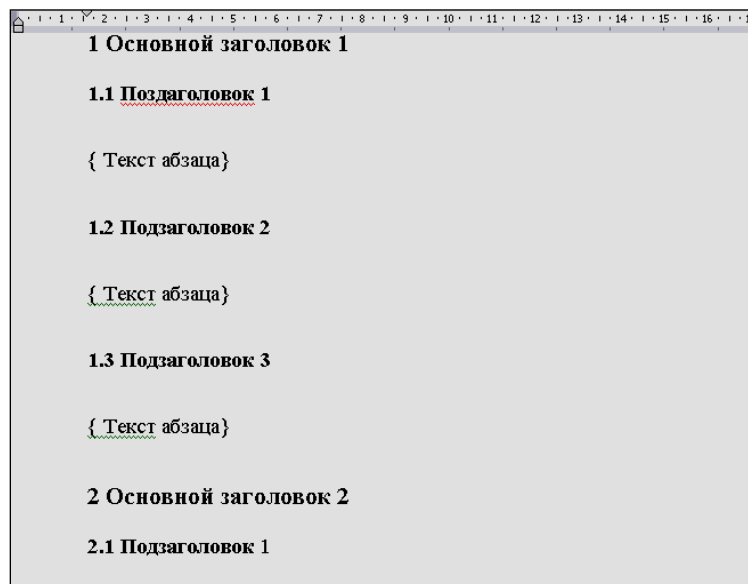 1 2 3 4 5 6 7 8 9 10 11 12 13 14 15 16
1 Основной заголовок 1
1.1 Поздаголовок 1
{ Текст абзаца}
1.2 Подзаголовок 2
{ Текст абзаца}
1.3 Подзаголовок 3
{ Текст абзаца}
2 Основной заголовок 2
2.1 Подзаголовок 1